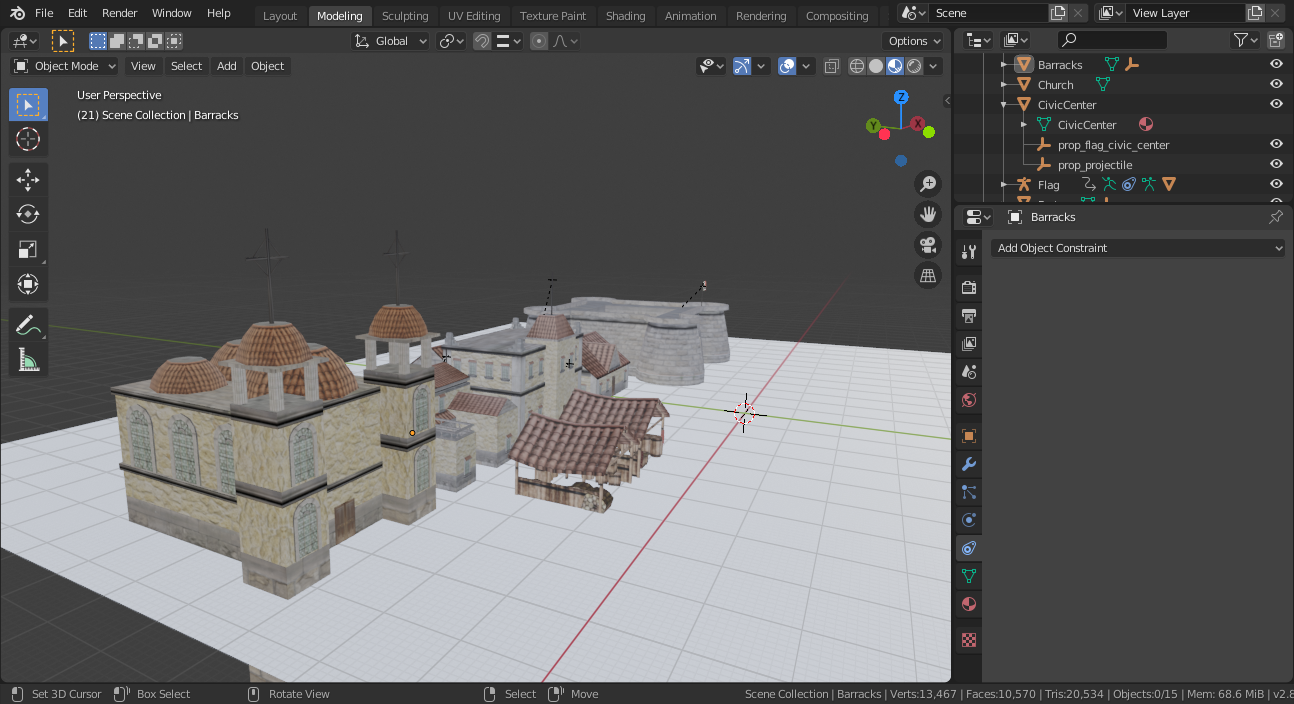 File Edit Render Window Help Layout Modeling Sculpting UV Editing Texture Paint Shading Animation Rendering Compositing Scene View Layer
Global Options
Object Mode View Select Add Object
User Perspective
(21) Scene Collection | Barracks
Z
Y X
Barracks
Church
CivicCenter
CivicCenter
prop_flag_civic_center
prop_projectile
Flag
Barracks
Add Object Constraint
Set 3D Cursor Box Select Rotate View Select Move Scene Collection | Barracks | Verts:13,467 | Faces:10,570 | Tris:20,534 | Objects:0/15 | Mem: 68.6 MiB | v2.8